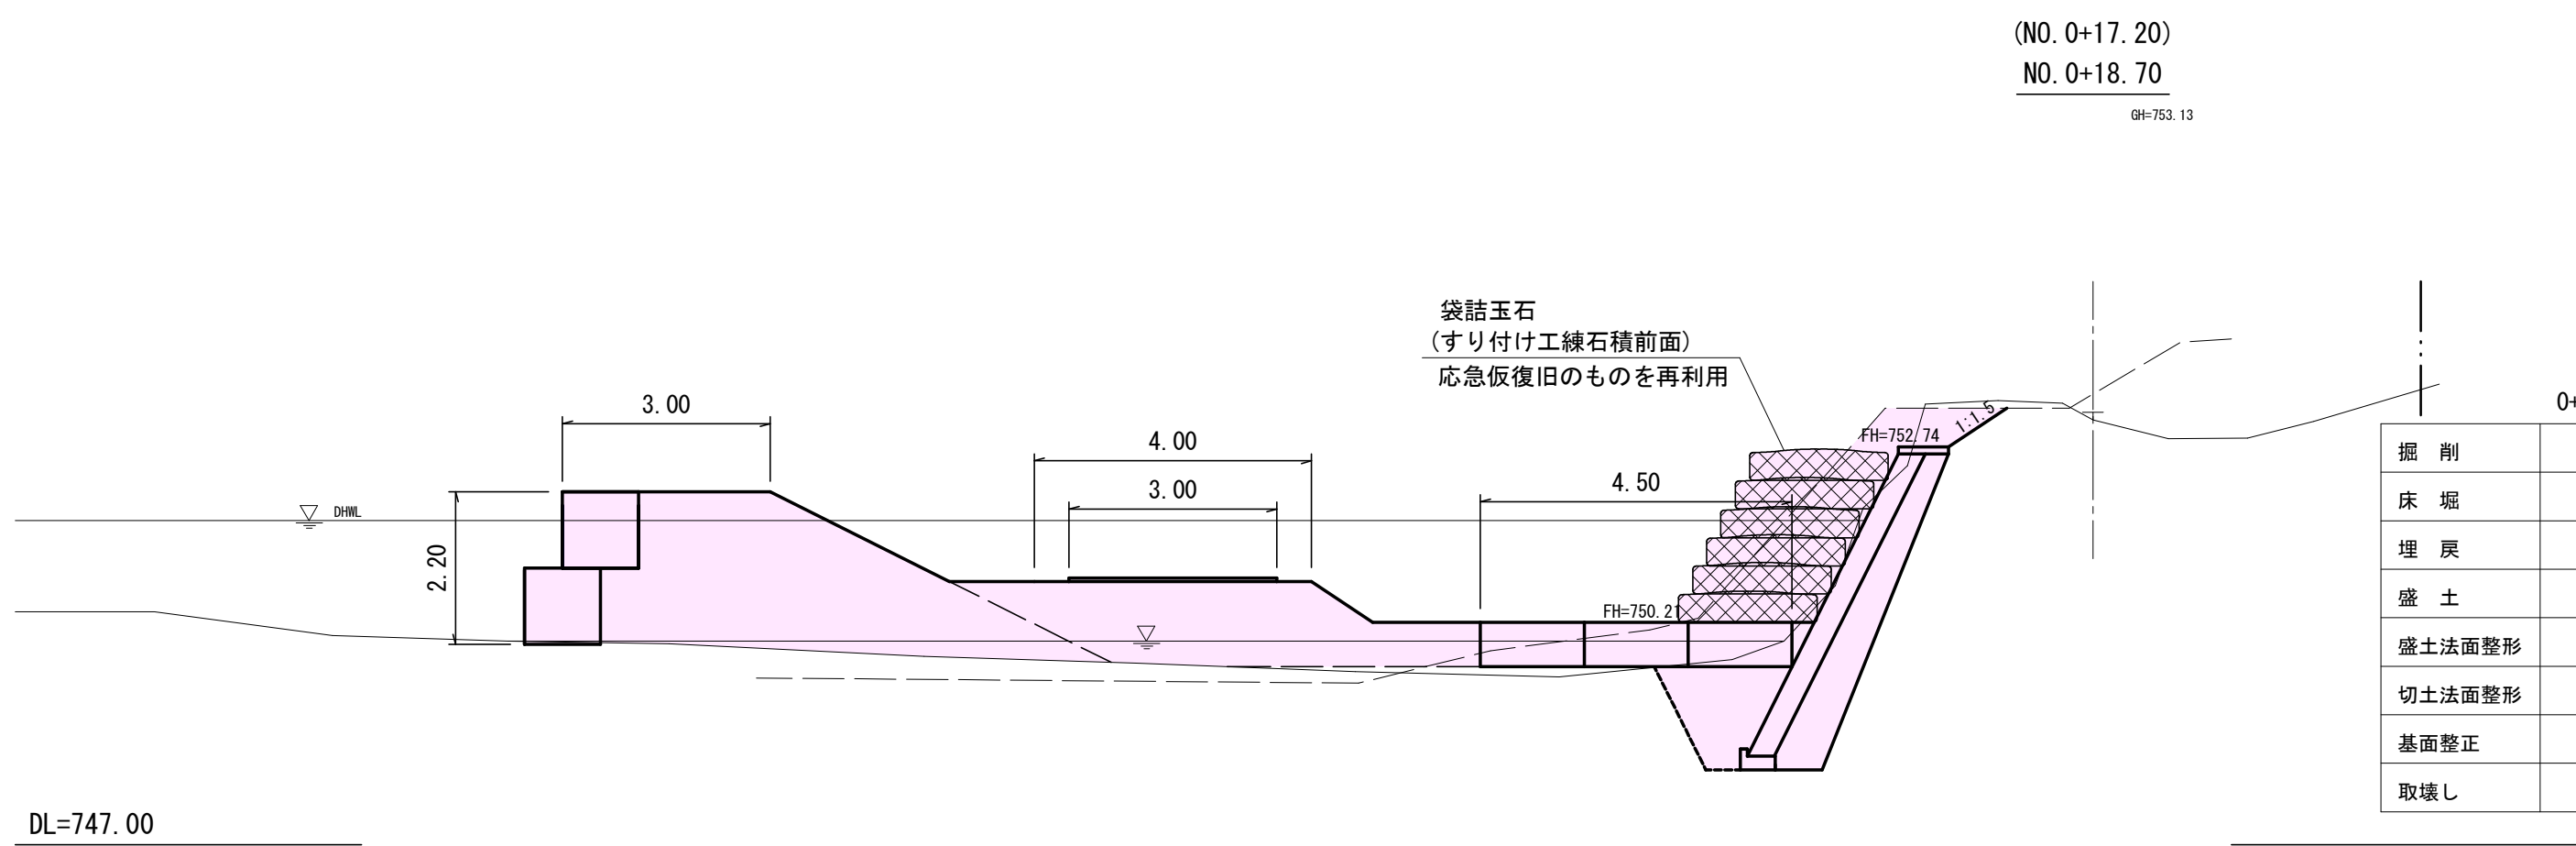 (NO. 0+17. 20)
NO. 0+18. 70
GH=753. 13
袋詰玉石
(すり付け工練石積前面)
応急仮復旧のものを再利用
3. 00
4. 00
3. 00
4. 50
2. 20
DHWL
FH=752. 74
1:1. 5
FH=750. 21
0+
掘 削
床 堀
埋 戻
盛 土
盛土法面整形
切土法面整形
基面整正
取壊し
DL=747. 00